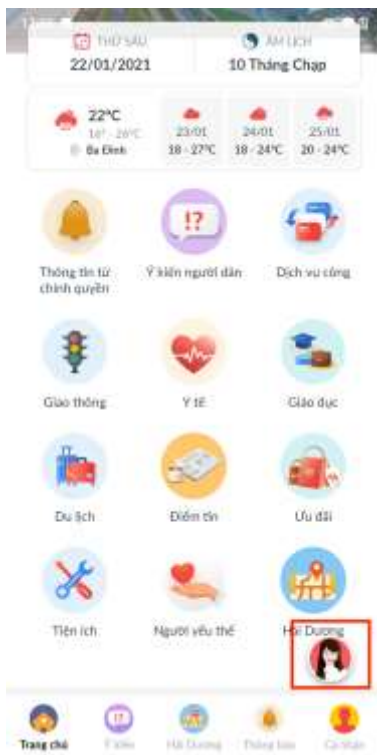 THỨ SÁU
ÂM LỊCH
22/01/2021
10 Tháng Chạp
22°C
Ba Đình
23/01
24/01
25/01
18 - 27°C
18 - 24°C
20 - 24°C
Thông tin từ
chính quyền
Ý kiến người dân
Dịch vụ công
Giao thông
Y tế
Giáo dục
Du lịch
Điểm tin
Ưu đãi
Tiện ích
Người yếu thế
Hải Dương
Trang chủ
Ý kiến
Hải Dương
Thông báo
Cá nhân